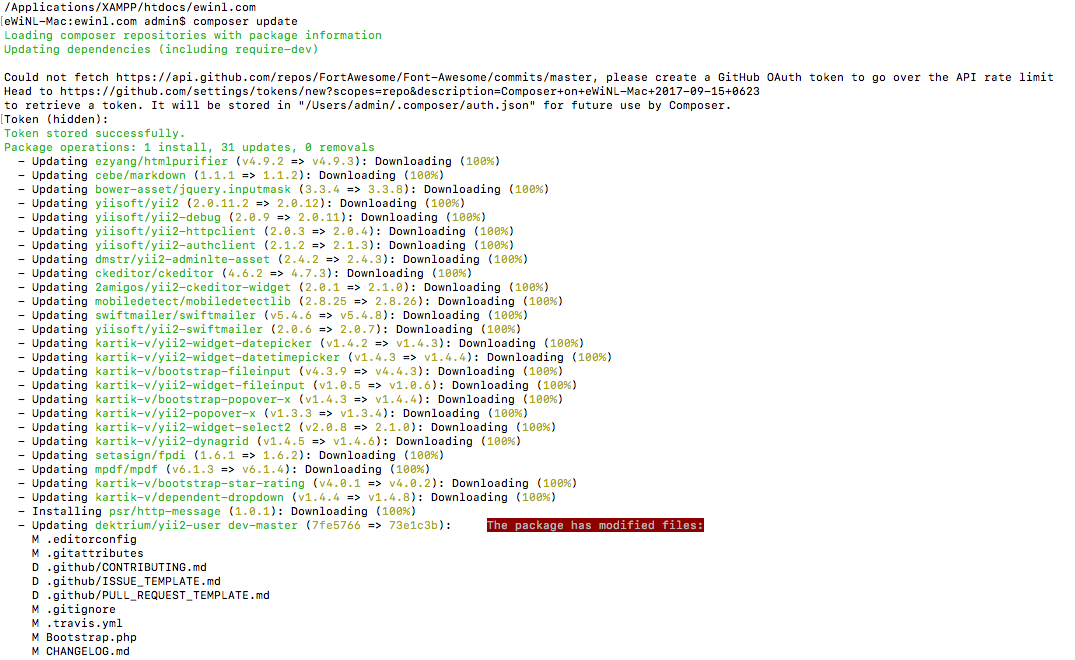 /Applications/XAMPP/htdocs/ewinl.com
[eWiNL-Mac:ewinl.com admin$ composer update
Loading composer repositories with package information
Updating dependencies (including require-dev)
Could not fetch https://api.github.com/repos/FortAwesome/Font-Awesome/commits/master, please create a GitHub OAuth token to go over the API rate limit
Head to https://github.com/settings/tokens/new?scopes=repo&description=Composer+on+eWiNL-Mac+2017-09-15+0623
to retrieve a token. It will be stored in "/Users/admin/.composer/auth.json" for future use by Composer.
[Token (hidden):
Token stored successfully.
Package operations: 1 install, 31 updates, 0 removals
- Updating ezyang/htmlpurifier (v4.9.2 => v4.9.3): Downloading (100%)
- Updating cebe/markdown (1.1.1 => 1.1.2): Downloading (100%)
- Updating bower-asset/jquery.inputmask (3.3.4 => 3.3.8): Downloading (100%)
- Updating yiisoft/yii2 (2.0.11.2 => 2.0.12): Downloading (100%)
- Updating yiisoft/yii2-debug (2.0.9 => 2.0.11): Downloading (100%)
- Updating yiisoft/yii2-httpclient (2.0.3 => 2.0.4): Downloading (100%)
- Updating yiisoft/yii2-authclient (2.1.2 => 2.1.3): Downloading (100%)
- Updating dmstr/yii2-adminlte-asset (2.4.2 => 2.4.3): Downloading (100%)
- Updating ckeditor/ckeditor (4.6.2 => 4.7.3): Downloading (100%)
- Updating 2amigos/yii2-ckeditor-widget (2.0.1 => 2.1.0): Downloading (100%)
- Updating mobiledetect/mobiledetectlib (2.8.25 => 2.8.26): Downloading (100%)
- Updating swiftmailer/swiftmailer (v5.4.6 => v5.4.8): Downloading (100%)
- Updating yiisoft/yii2-swiftmailer (2.0.6 => 2.0.7): Downloading (100%)
- Updating kartik-v/yii2-widget-datepicker (v1.4.2 => v1.4.3): Downloading (100%)
- Updating kartik-v/yii2-widget-datetimepicker (v1.4.3 => v1.4.4): Downloading (100%)
- Updating kartik-v/bootstrap-fileinput (v4.3.9 => v4.4.3): Downloading (100%)
- Updating kartik-v/yii2-widget-fileinput (v1.0.5 => v1.0.6): Downloading (100%)
- Updating kartik-v/bootstrap-popover-x (v1.4.3 => v1.4.4): Downloading (100%)
- Updating kartik-v/yii2-popover-x (v1.3.3 => v1.3.4): Downloading (100%)
- Updating kartik-v/yii2-widget-select2 (v2.0.8 => 2.1.0): Downloading (100%)
- Updating kartik-v/yii2-dynagrid (v1.4.5 => v1.4.6): Downloading (100%)
- Updating setasign/fpdi (1.6.1 => 1.6.2): Downloading (100%)
- Updating mpdf/mpdf (v6.1.3 => v6.1.4): Downloading (100%)
- Updating kartik-v/bootstrap-star-rating (v4.0.1 => v4.0.2): Downloading (100%)
- Updating kartik-v/dependent-dropdown (v1.4.4 => v1.4.8): Downloading (100%)
- Installing psr/http-message (1.0.1): Downloading (100%)
- Updating dektrium/yii2-user dev-master (7fe5766 => 73e1c3b): The package has modified files:
M .editorconfig
M .gitattributes
D .github/CONTRIBUTING.md
D .github/ISSUE_TEMPLATE.md
D .github/PULL_REQUEST_TEMPLATE.md
M .gitignore
M .travis.yml
M Bootstrap.php
M CHANGELOG.md